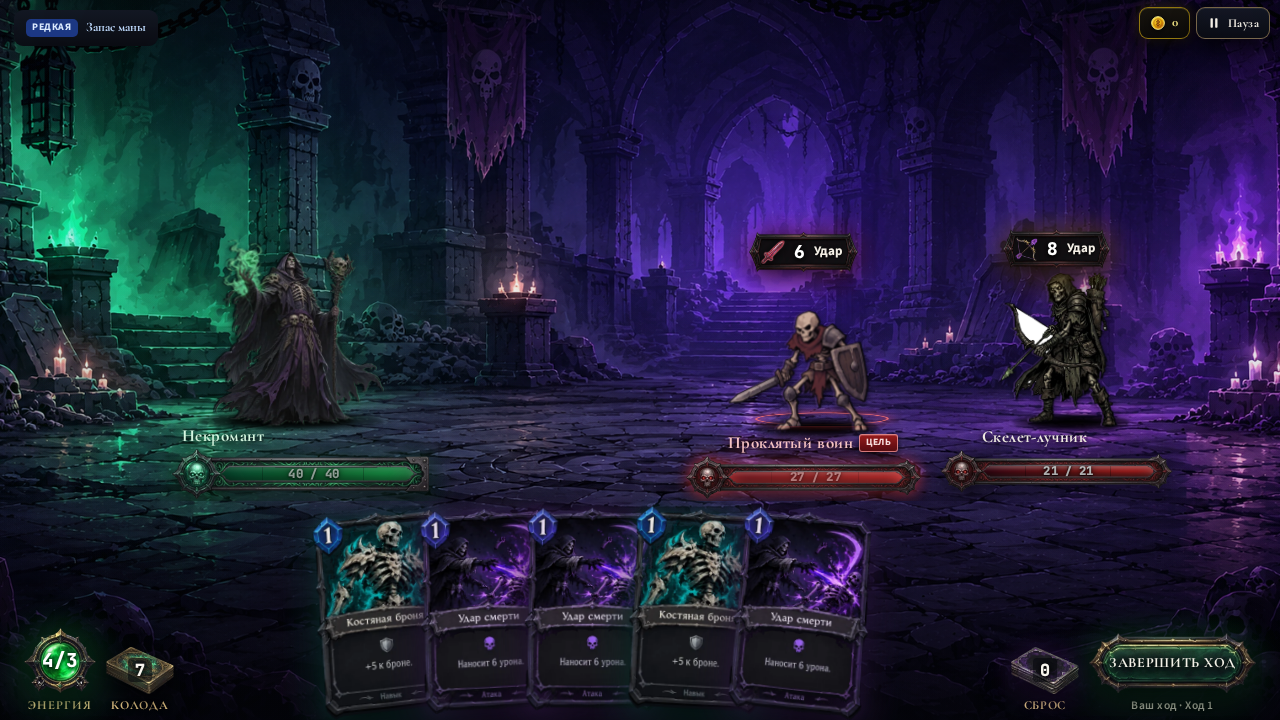 РЕДКАЯ Запас маны
0
Пауза
6 Удар
8 Удар
Некромант
40 / 40
Проклятый воин ЦЕЛЬ
27 / 27
Скелет-лучник
21 / 21
1
Костяная броня
+5 к броне.
Навык
1
Удар смерти
Наносит 6 урона.
Атака
1
Удар смерти
Наносит 6 урона.
Атака
1
Костяная броня
+5 к броне.
Навык
1
Удар смерти
Наносит 6 урона.
Атака
4/3
ЭНЕРГИЯ
7
КОЛОДА
0
СБРОС
ЗАВЕРШИТЬ ХОД
Ваш ход · Ход 1